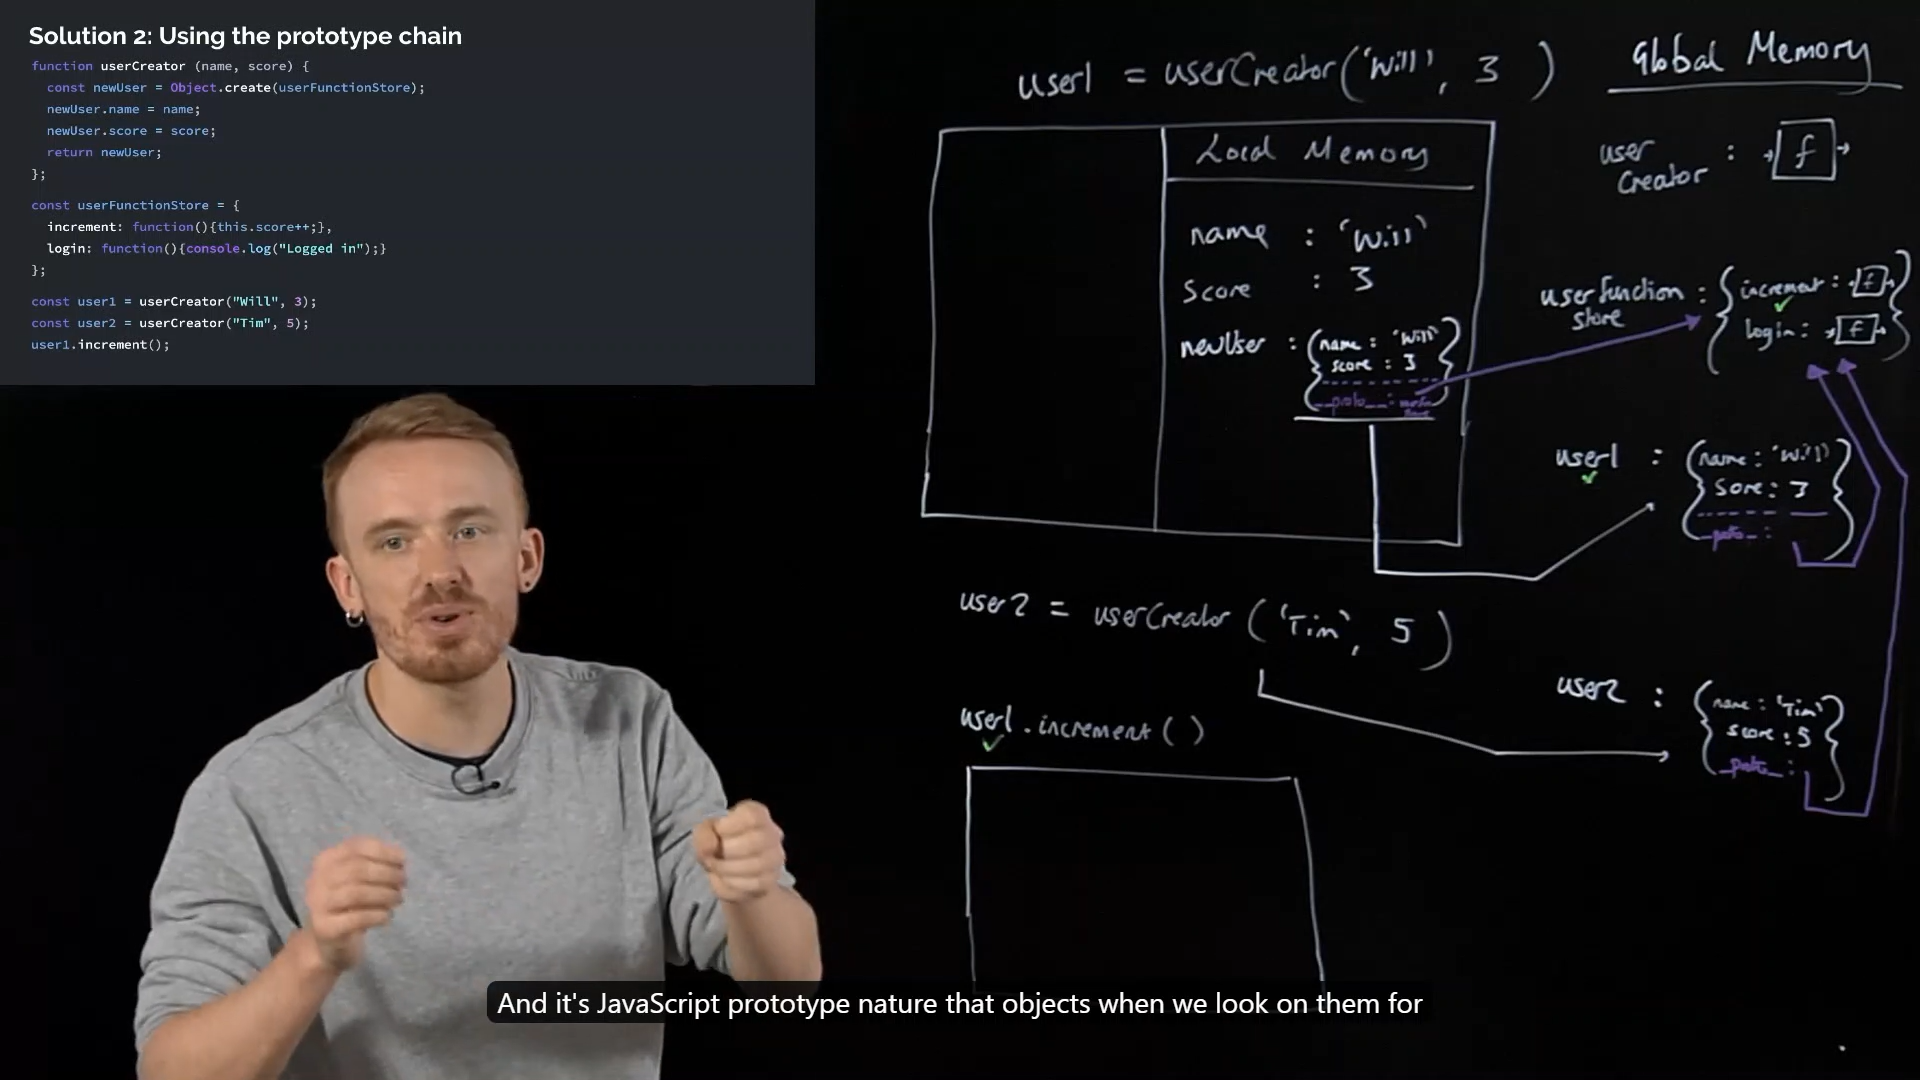 Solution 2: Using the prototype chain
function userCreator (name, score) {
const newUser = Object.create(userFunctionStore);
newUser.name = name;
newUser.score = score;
return newUser;
};
const userFunctionStore = {
increment: function(){this.score++;},
login: function(){console.log("Logged in");}
};
const user1 = userCreator("Will", 3);
const user2 = userCreator("Tim", 5);
user1.increment();
user1 = userCreator('Will', 3 )
Local Memory
name : 'Will'
Score : 3
newUser : {name : 'Will'
score : 3
__proto__ :
user2 = userCreator ('Tim', 5 )
user1.increment ( )
Global Memory
user
Creator : f
userfunction : { increment : f
store login : f }
user1 : {name : 'Will'
Sore : 3
_proto_ : }
user2 : {name : 'Tim'
score : 5
_proto_ : }
And it's JavaScript prototype nature that objects when we look on them for